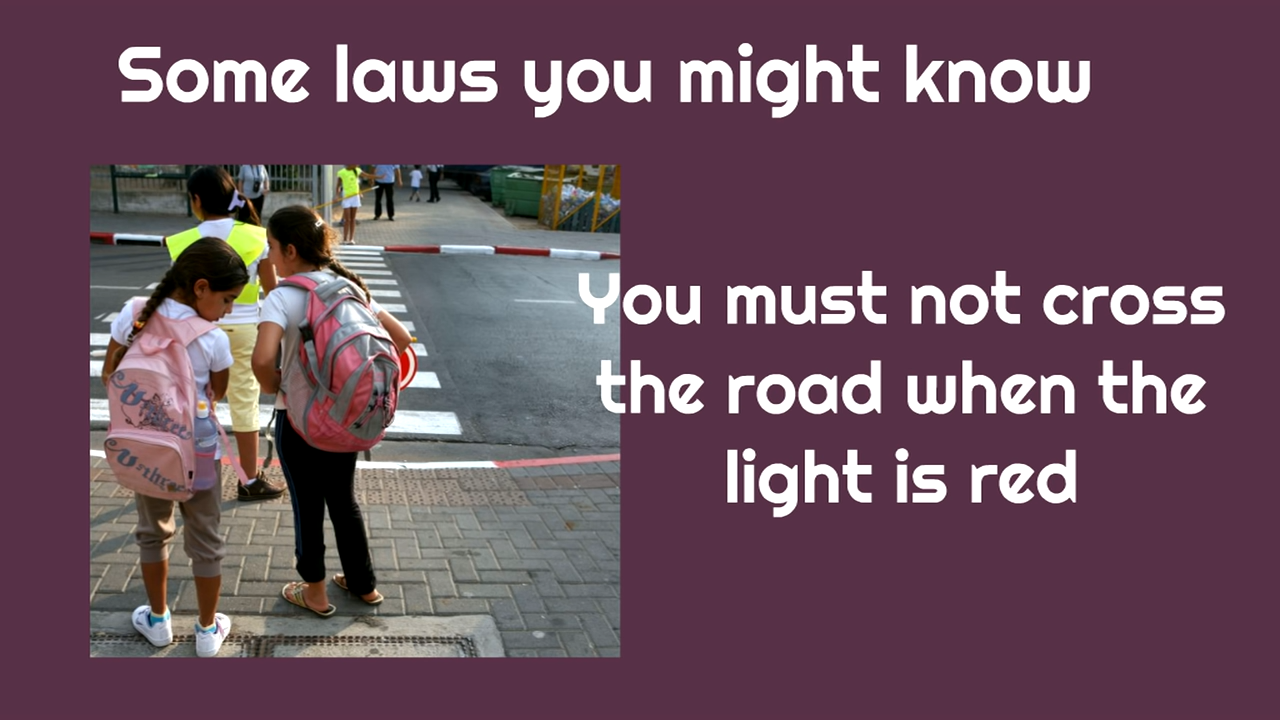 Some laws you might know
You must not cross
the road when the
light is red